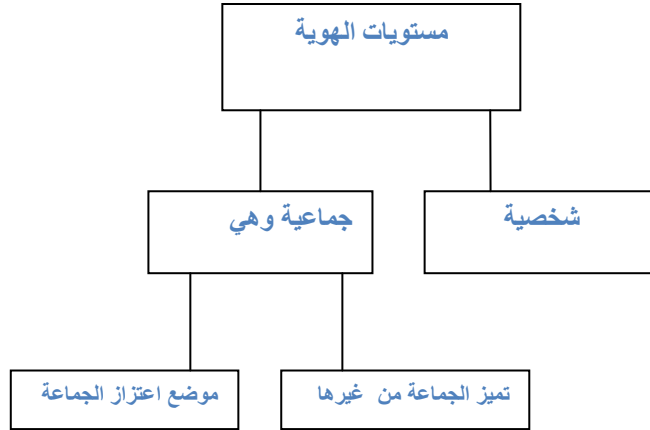 مستويات الهوية
شخصية
جماعية وهي
تميز الجماعة من غيرها
موضع اعتزاز الجماعة